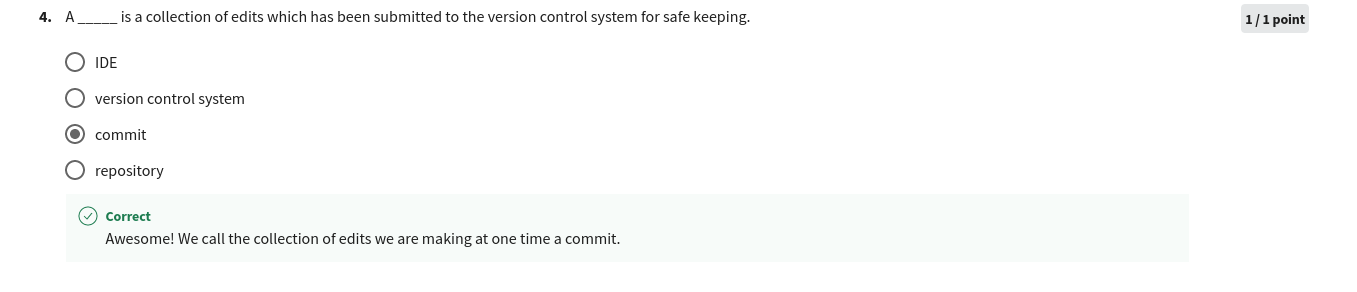 4. A _____ is a collection of edits which has been submitted to the version control system for safe keeping.
1 / 1 point
IDE
version control system
commit
repository
Correct
Awesome! We call the collection of edits we are making at one time a commit.